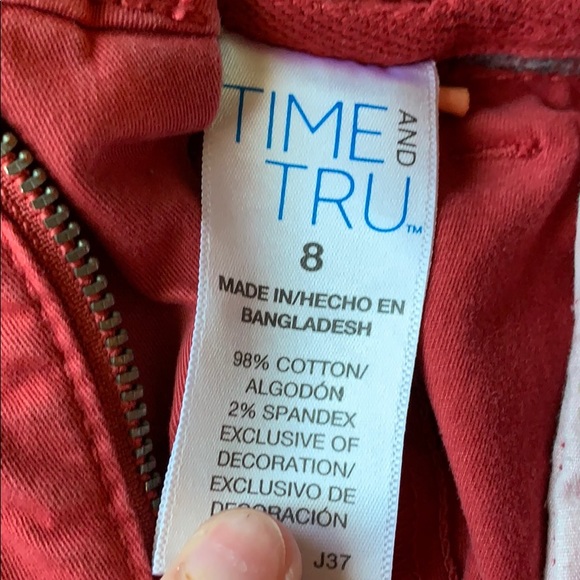 TIME AND
TRU™
8
MADE IN/HECHO EN
BANGLADESH
98% COTTON/
ALGODÓN
2% SPANDEX
EXCLUSIVE OF
DECORATION/
EXCLUSIVO DE
DECORACIÓN
J37